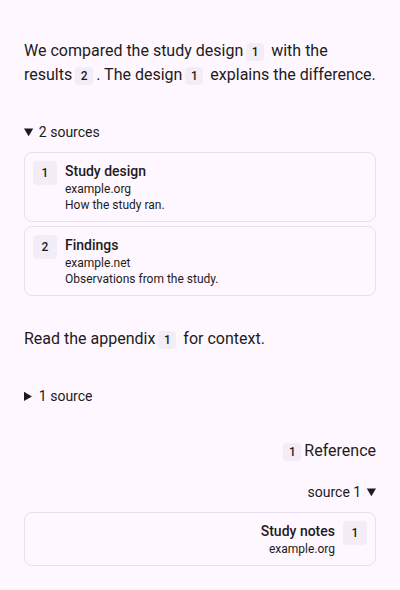 We compared the study design 1 with the
results 2 . The design 1 explains the difference.
2 sources
1 Study design
example.org
How the study ran.
2 Findings
example.net
Observations from the study.
Read the appendix 1 for context.
1 source
1 Reference
source 1
Study notes 1
example.org